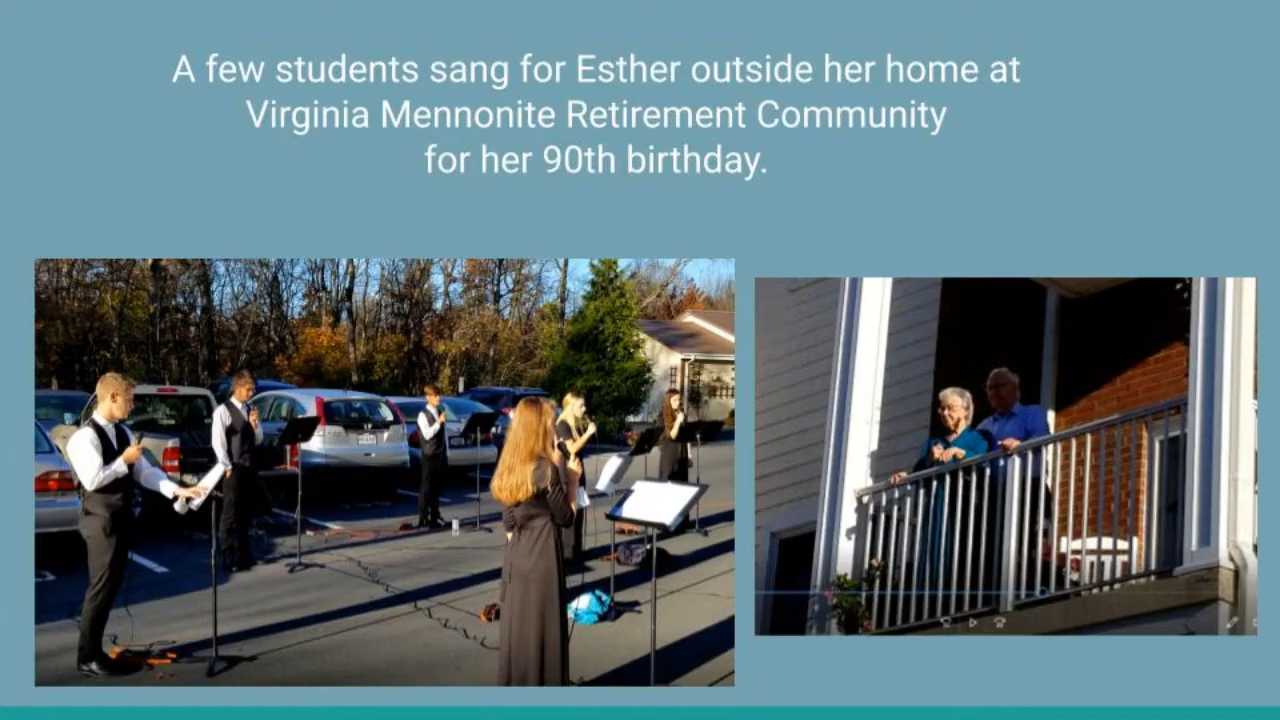 A few students sang for Esther outside her home at
Virginia Mennonite Retirement Community
for her 90th birthday.